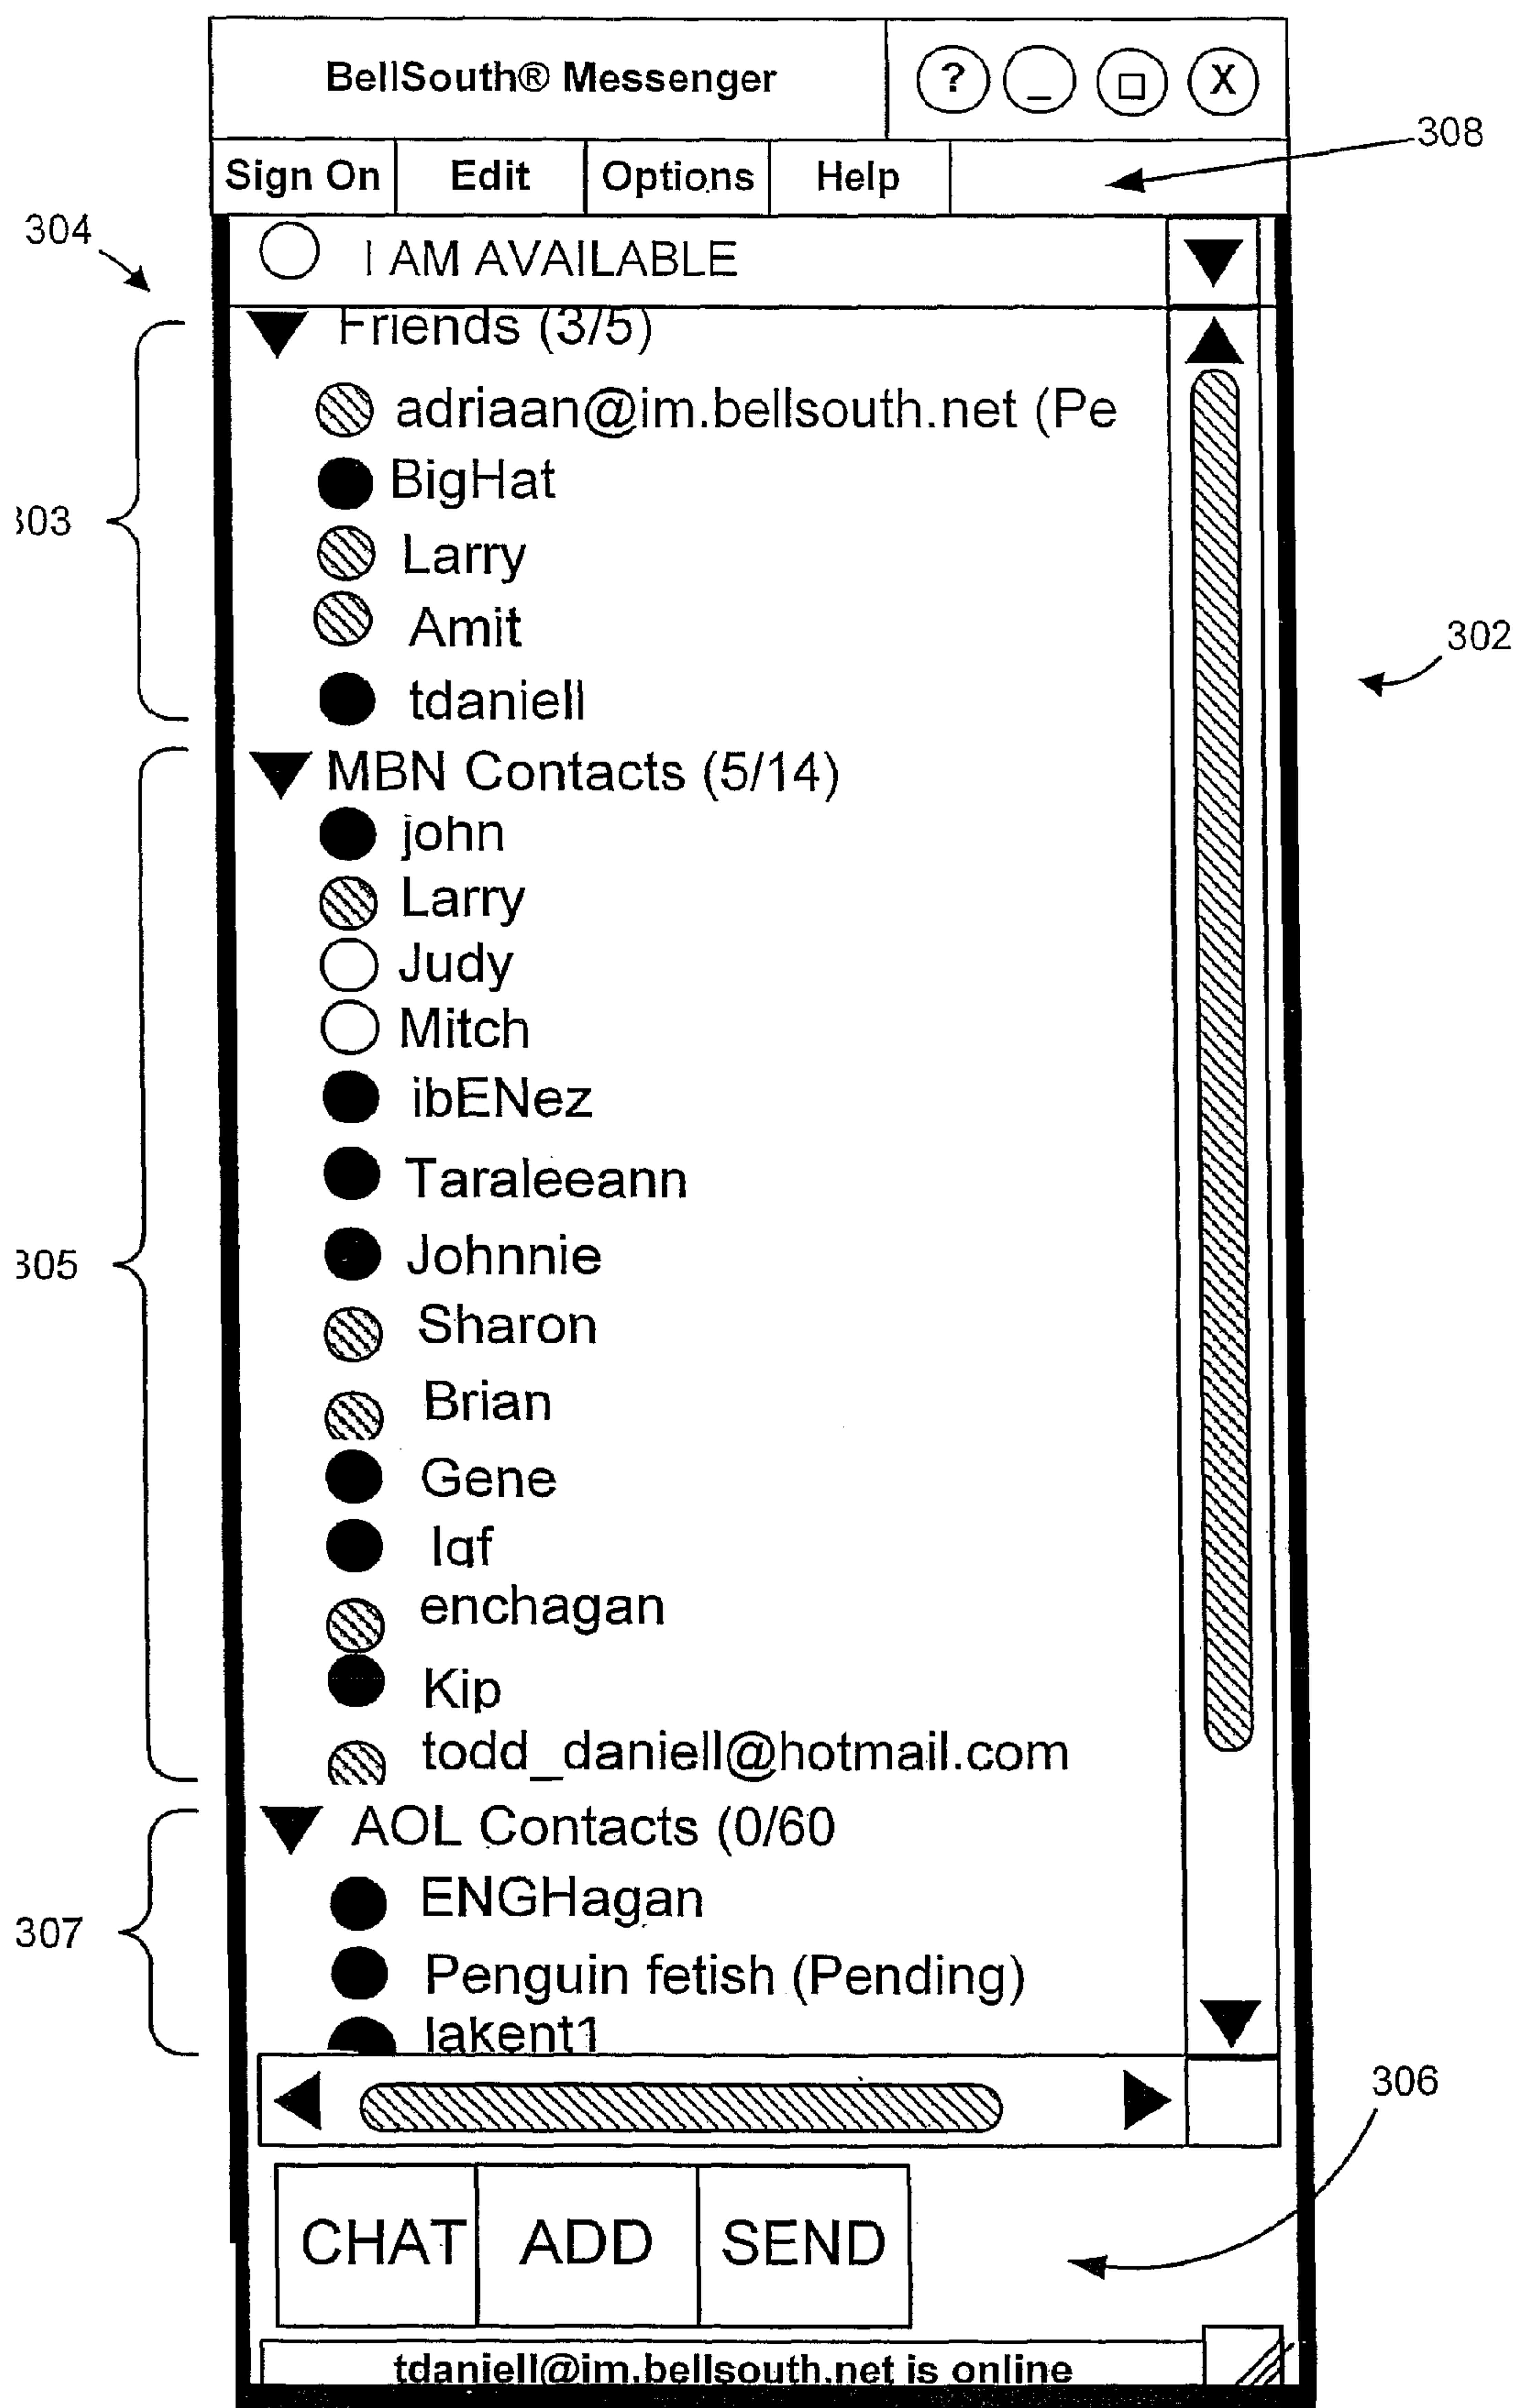 BellSouth® Messenger ? _ □ X
308
Sign On Edit Options Help
304
I AM AVAILABLE
Friends (3/5)
adriaan@im.bellsouth.net (Pe
BigHat
303
Larry
Amit
302
tdaniell
MBN Contacts (5/14)
john
Larry
Judy
Mitch
ibENez
Taraleeann
305
Johnnie
Sharon
Brian
Gene
Iqf
enchagan
Kip
todd_daniell@hotmail.com
AOL Contacts (0/60
ENGHagan
307
Penguin fetish (Pending)
lakent1
306
CHAT ADD SEND
tdaniell@im.bellsouth.net is online